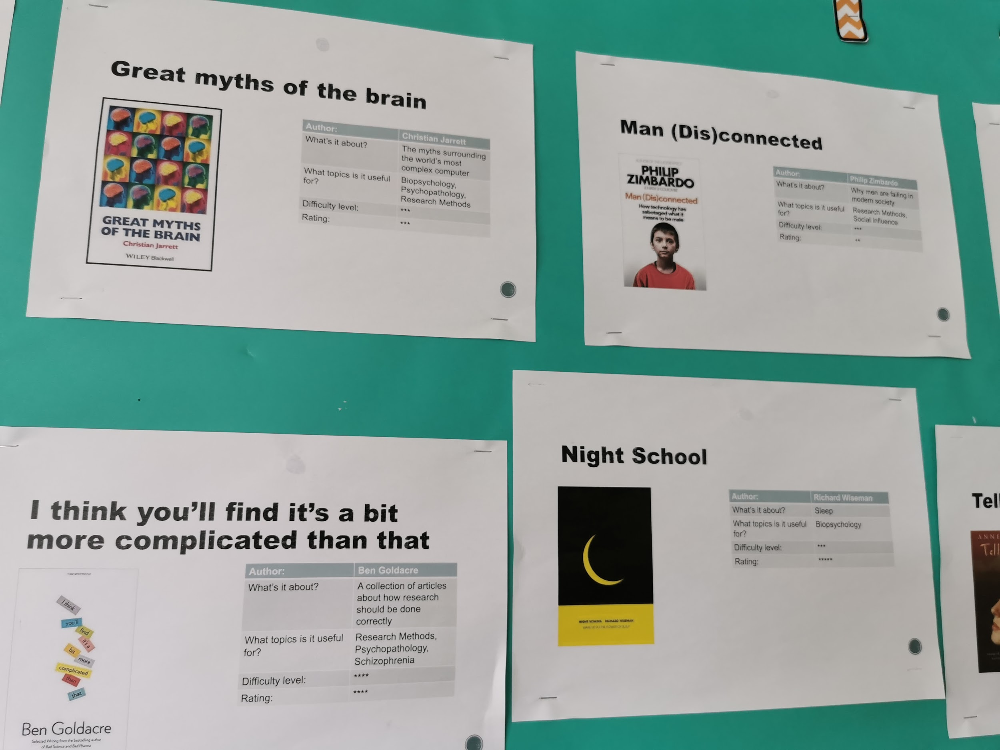 Great myths of the brain
GREAT MYTHS
OF THE BRAIN
Christian Jarrett
WILEY Blackwell
Author: Christian Jarrett
What's it about? The myths surrounding
the world's most
complex computer
What topics is it useful
for?
Biopsychology,
Psychopathology,
Research Methods
Difficulty level: ***
Rating: ***
Man (Dis)connected
PHILIP
ZIMBARDO
Man (Dis)connected
How technology has
sabotaged what it
means to be male
Author: Philip Zimbardo
What's it about? Why men are failing in
modern society
What topics is it useful
for?
Research Methods,
Social Influence
Difficulty level: ***
Rating: **
I think you'll find it's a bit
more complicated than that
I think
you'll
find
it's a
bit
more
complicated
than
that
Ben Goldacre
Selected Writing from the bestselling author
of Bad Science and Bad Pharma
Author: Ben Goldacre
What's it about? A collection of articles
about how research
should be done
correctly
What topics is it useful
for?
Research Methods,
Psychopathology,
Schizophrenia
Difficulty level: ****
Rating: ****
Night School
NIGHT SCHOOL RICHARD WISEMAN
WAKE UP TO THE POWER OF SLEEP
Author: Richard Wiseman
What's it about? Sleep
What topics is it useful
for?
Biopsychology
Difficulty level: ***
Rating: *****
Tell
ANNE
Tell